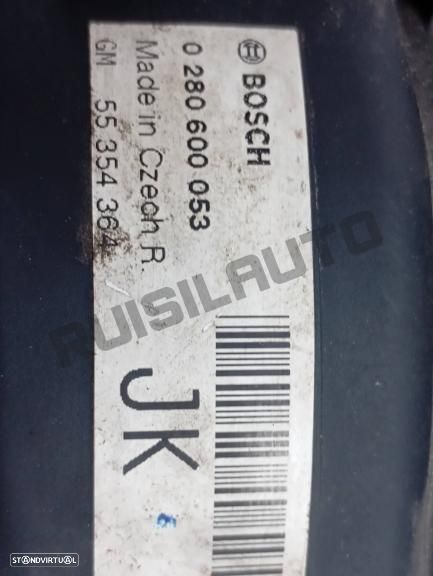 BOSCH
0 280 600 053
Made in Czech R.
GM 55 354 364
JK
RUISILAUTO
STANDVIRTUAL